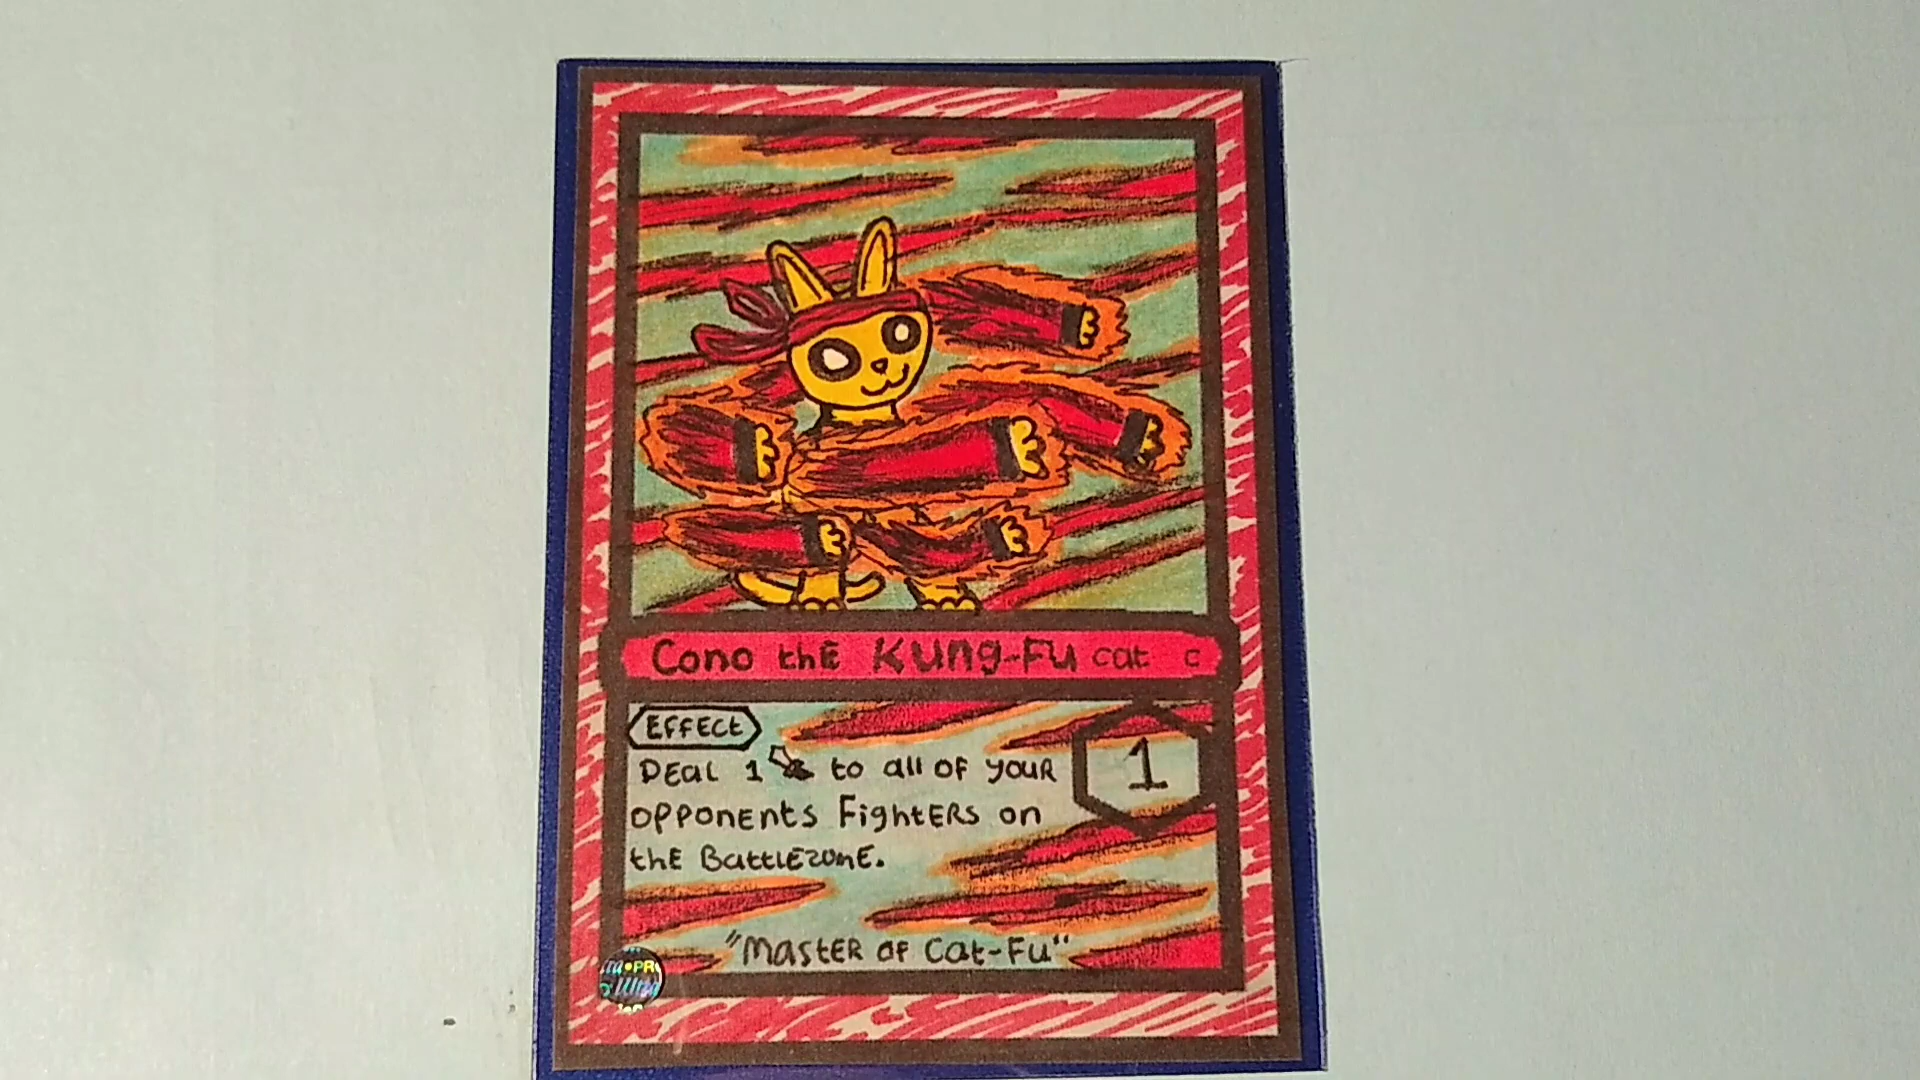 Cono the Kung-Fu cat c
EFFECT
DEAL 1 to all OF YOUR
1
OPPONENTS FightERS on
thE BattlEzonE.
"MastER OF Cat-Fu"
PR